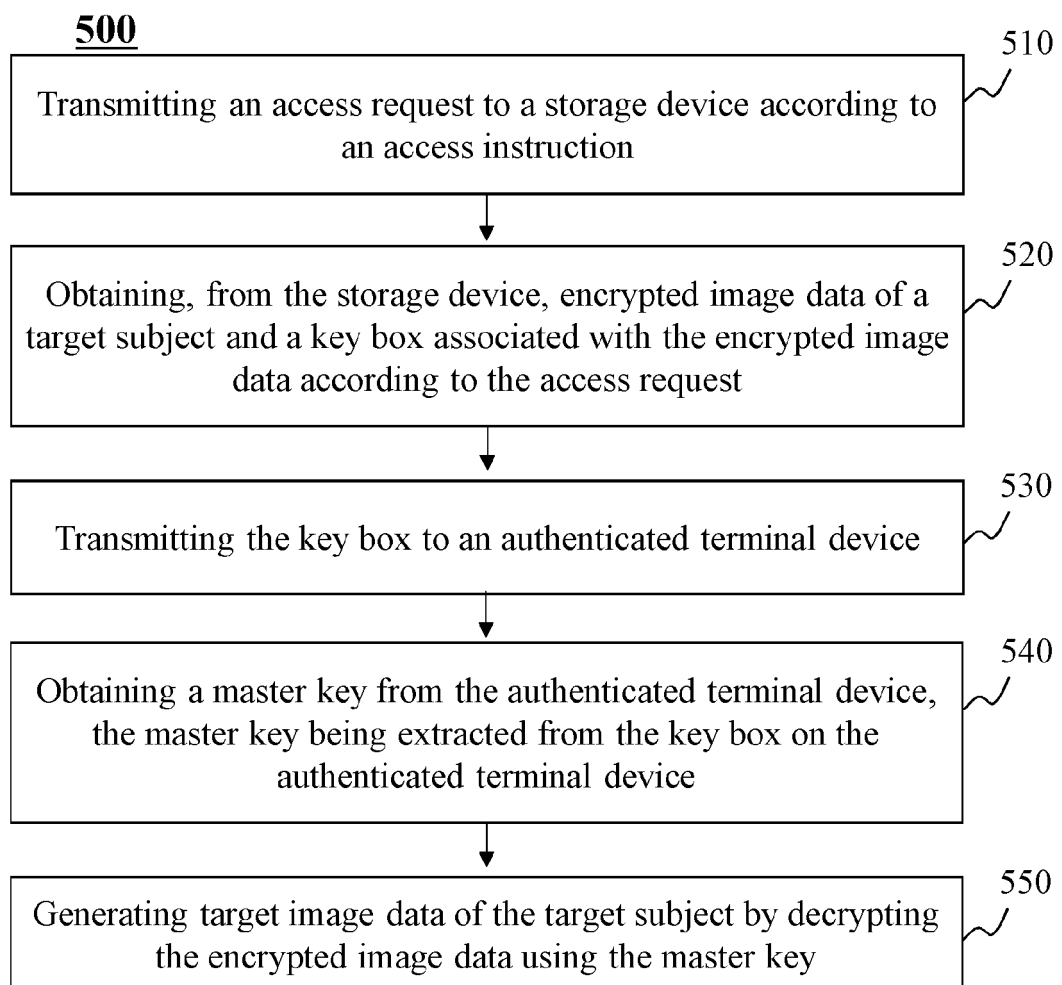 500
510
Transmitting an access request to a storage device according to
an access instruction
520
Obtaining, from the storage device, encrypted image data of a
target subject and a key box associated with the encrypted image
data according to the access request
530
Transmitting the key box to an authenticated terminal device
540
Obtaining a master key from the authenticated terminal device,
the master key being extracted from the key box on the
authenticated terminal device
550
Generating target image data of the target subject by decrypting
the encrypted image data using the master key